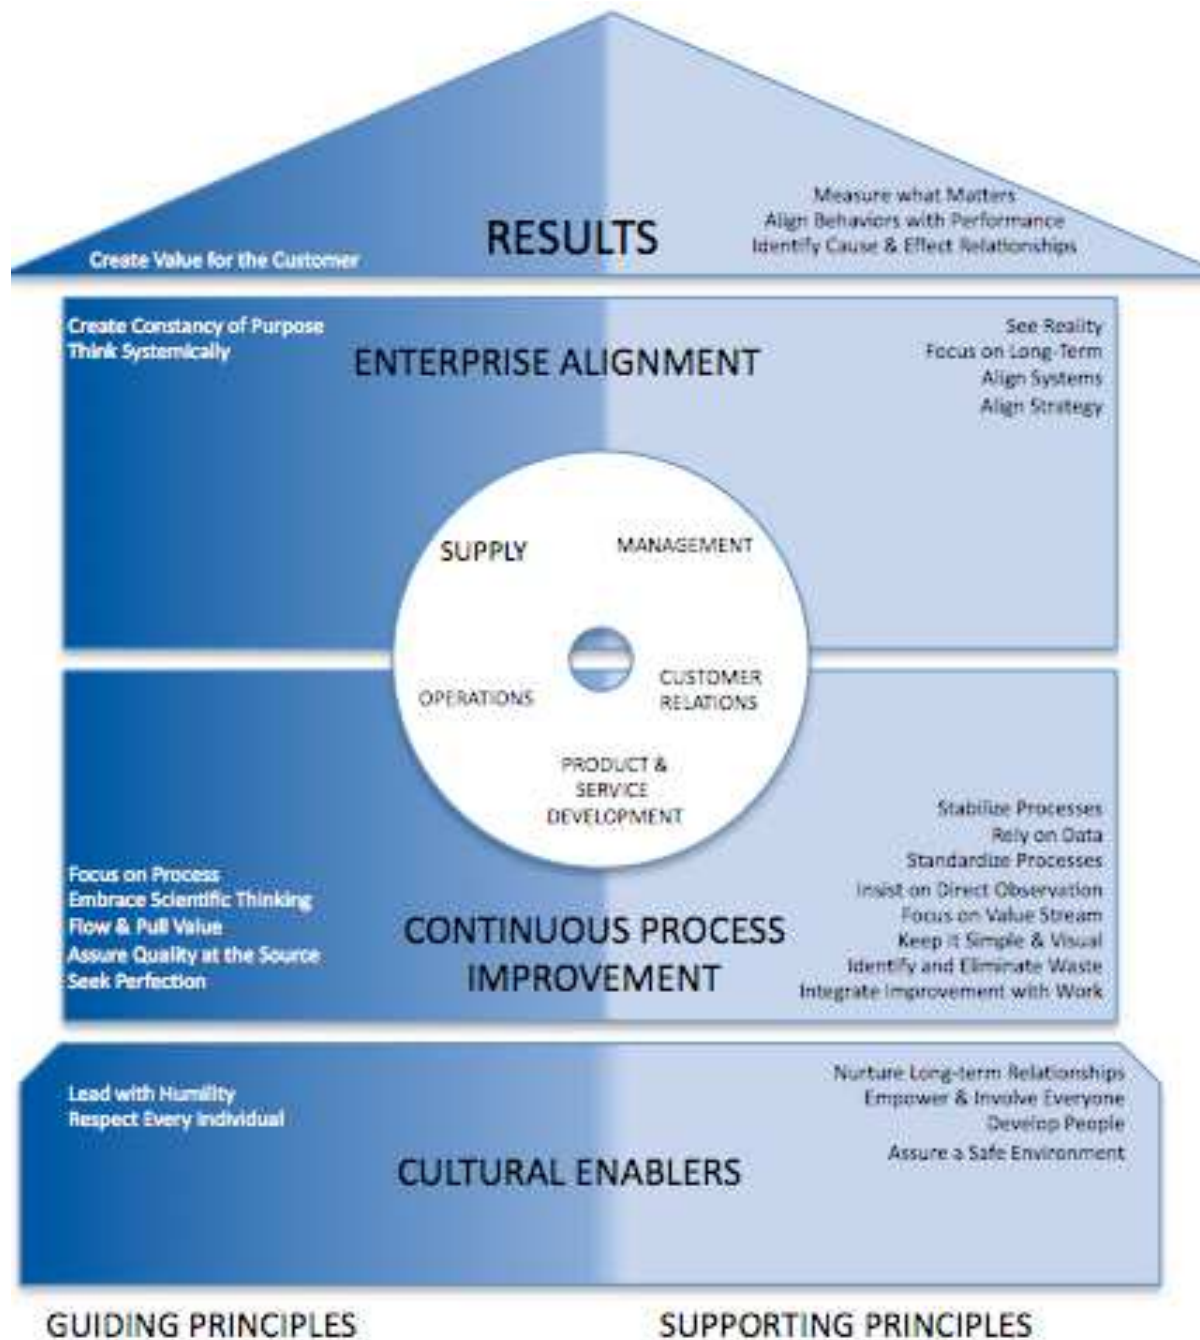 Measure what Matters
Align Behaviors with Performance
Identify Cause & Effect Relationships
RESULTS
Create Value for the Customer
Create Constancy of Purpose
Think Systemically
ENTERPRISE ALIGNMENT
See Reality
Focus on Long-Term
Align Systems
Align Strategy
SUPPLY
MANAGEMENT
OPERATIONS
CUSTOMER
RELATIONS
PRODUCT &
SERVICE
DEVELOPMENT
Focus on Process
Embrace Scientific Thinking
Flow & Pull Value
Assure Quality at the Source
Seek Perfection
CONTINUOUS PROCESS
IMPROVEMENT
Stabilize Processes
Rely on Data
Standardize Processes
Insist on Direct Observation
Focus on Value Stream
Keep it Simple & Visual
Identify and Eliminate Waste
Integrate Improvement with Work
Lead with Humility
Respect Every Individual
CULTURAL ENABLERS
Nurture Long-term Relationships
Empower & Involve Everyone
Develop People
Assure a Safe Environment
GUIDING PRINCIPLES
SUPPORTING PRINCIPLES